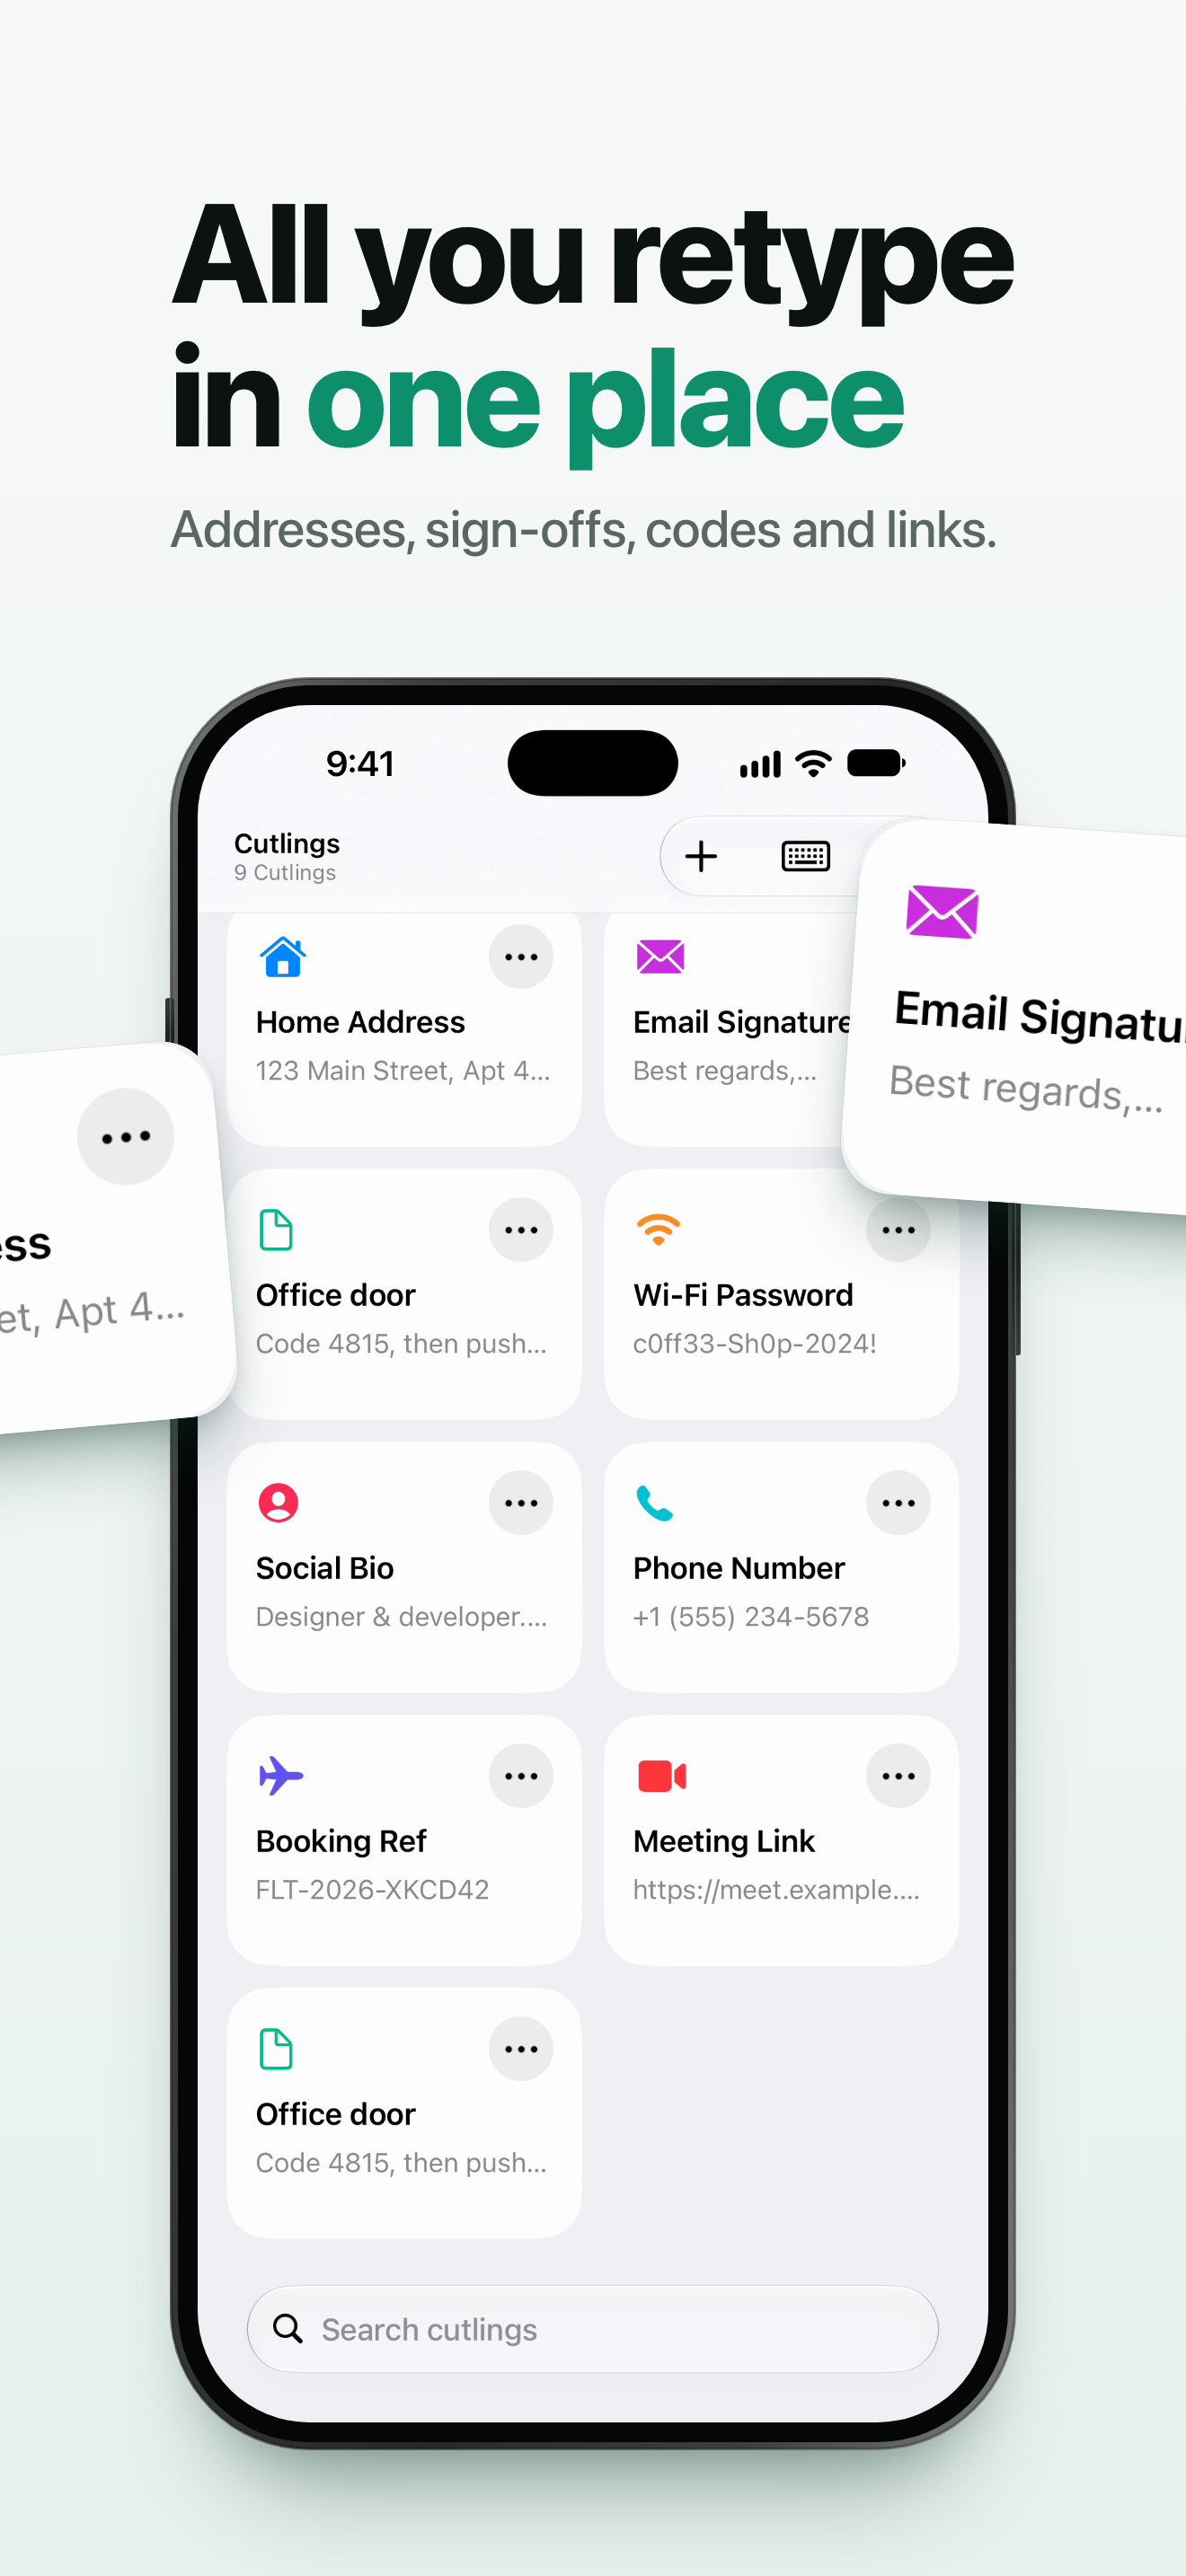 All you retype
in one place
Addresses, sign-offs, codes and links.
9:41
Cutlings
9 Cutlings
Home Address
123 Main Street, Apt 4...
Email Signature
Best regards,...
Email Signatu
Best regards,...
ess
et, Apt 4...
Office door
Code 4815, then push...
Wi-Fi Password
c0ff33-Sh0p-2024!
Social Bio
Designer & developer....
Phone Number
+1 (555) 234-5678
Booking Ref
FLT-2026-XKCD42
Meeting Link
https://meet.example....
Office door
Code 4815, then push...
Search cutlings